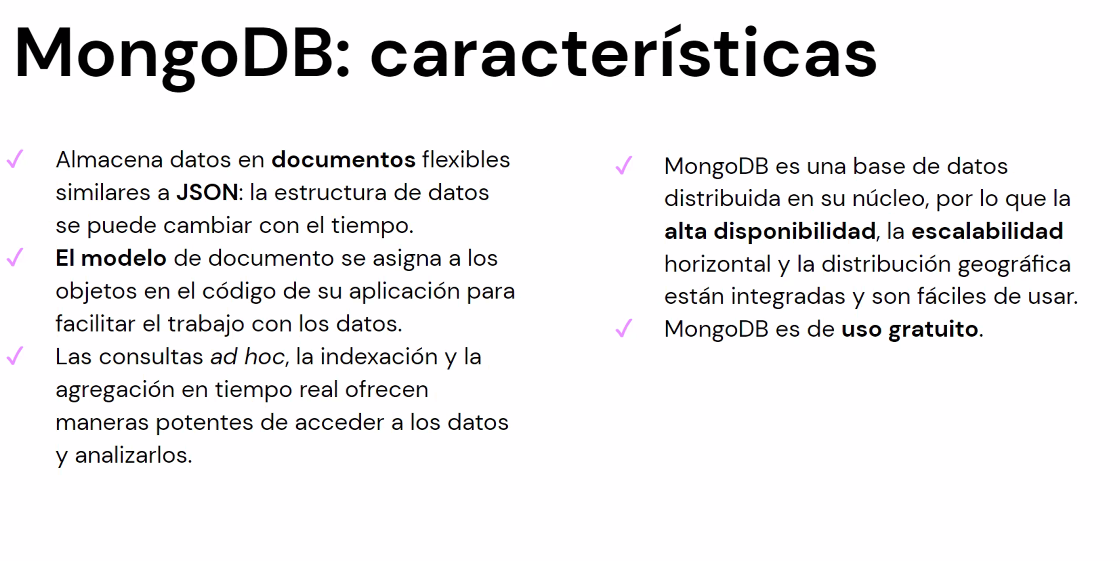 MongoDB: características
✓ Almacena datos en documentos flexibles
similares a JSON: la estructura de datos
se puede cambiar con el tiempo.
✓ El modelo de documento se asigna a los
objetos en el código de su aplicación para
facilitar el trabajo con los datos.
✓ Las consultas ad hoc, la indexación y la
agregación en tiempo real ofrecen
maneras potentes de acceder a los datos
y analizarlos.
✓ MongoDB es una base de datos
distribuida en su núcleo, por lo que la
alta disponibilidad, la escalabilidad
horizontal y la distribución geográfica
están integradas y son fáciles de usar.
✓ MongoDB es de uso gratuito.